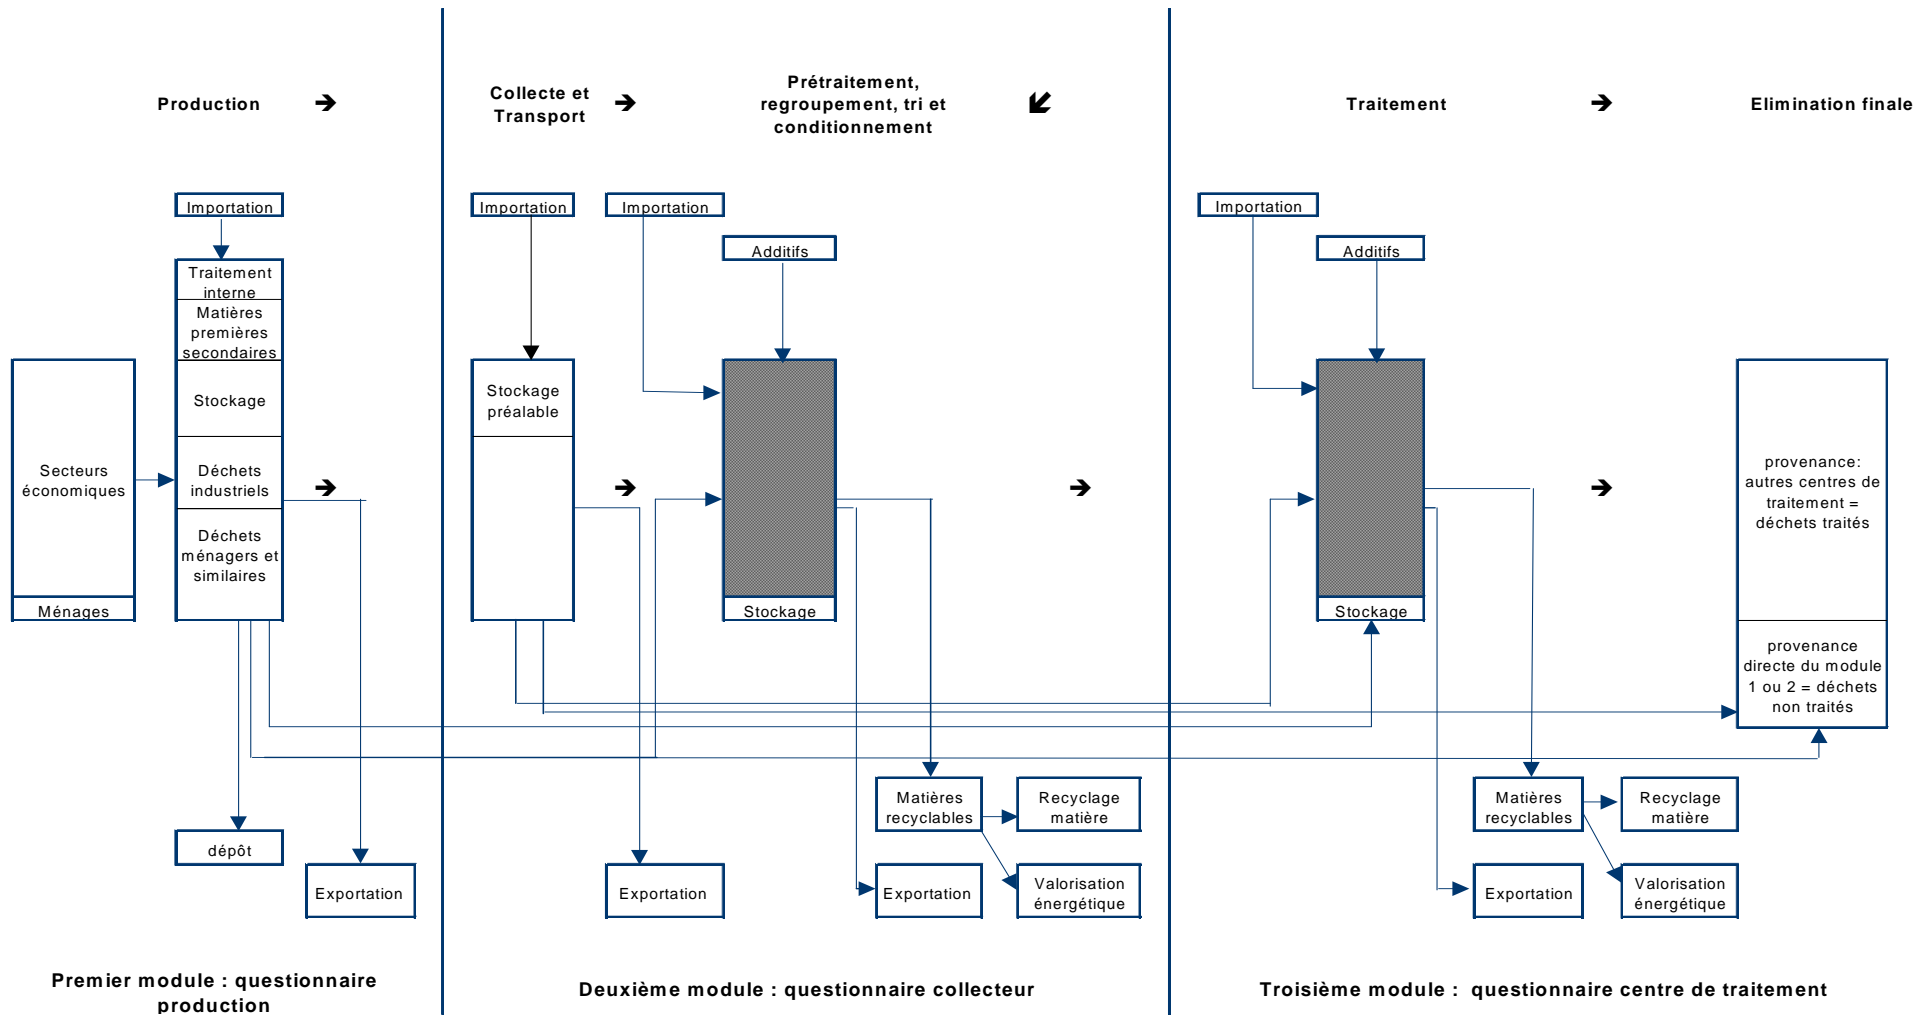 Production ➔
Collecte et
Transport
➔
Prétraitement,
regroupement, tri et
conditionnement
Traitement
➔
Elimination finale
Importation
Traitement
interne
Matières
premières
secondaires
Stockage
Déchets
industriels
Déchets
ménagers et
similaires
Secteurs
économiques
Ménages
➔
dépôt
Exportation
Importation
Stockage
préalable
➔
Exportation
Importation
Additifs
Stockage
➔
Matières
recyclables
Recyclage
matière
Exportation
Valorisation
énergétique
Importation
Additifs
Stockage
➔
Matières
recyclables
Recyclage
matière
Exportation
Valorisation
énergétique
provenance:
autres centres de
traitement =
déchets traités
provenance
directe du module
1 ou 2 = déchets
non traités
Premier module : questionnaire
production
Deuxième module : questionnaire collecteur
Troisième module : questionnaire centre de traitement